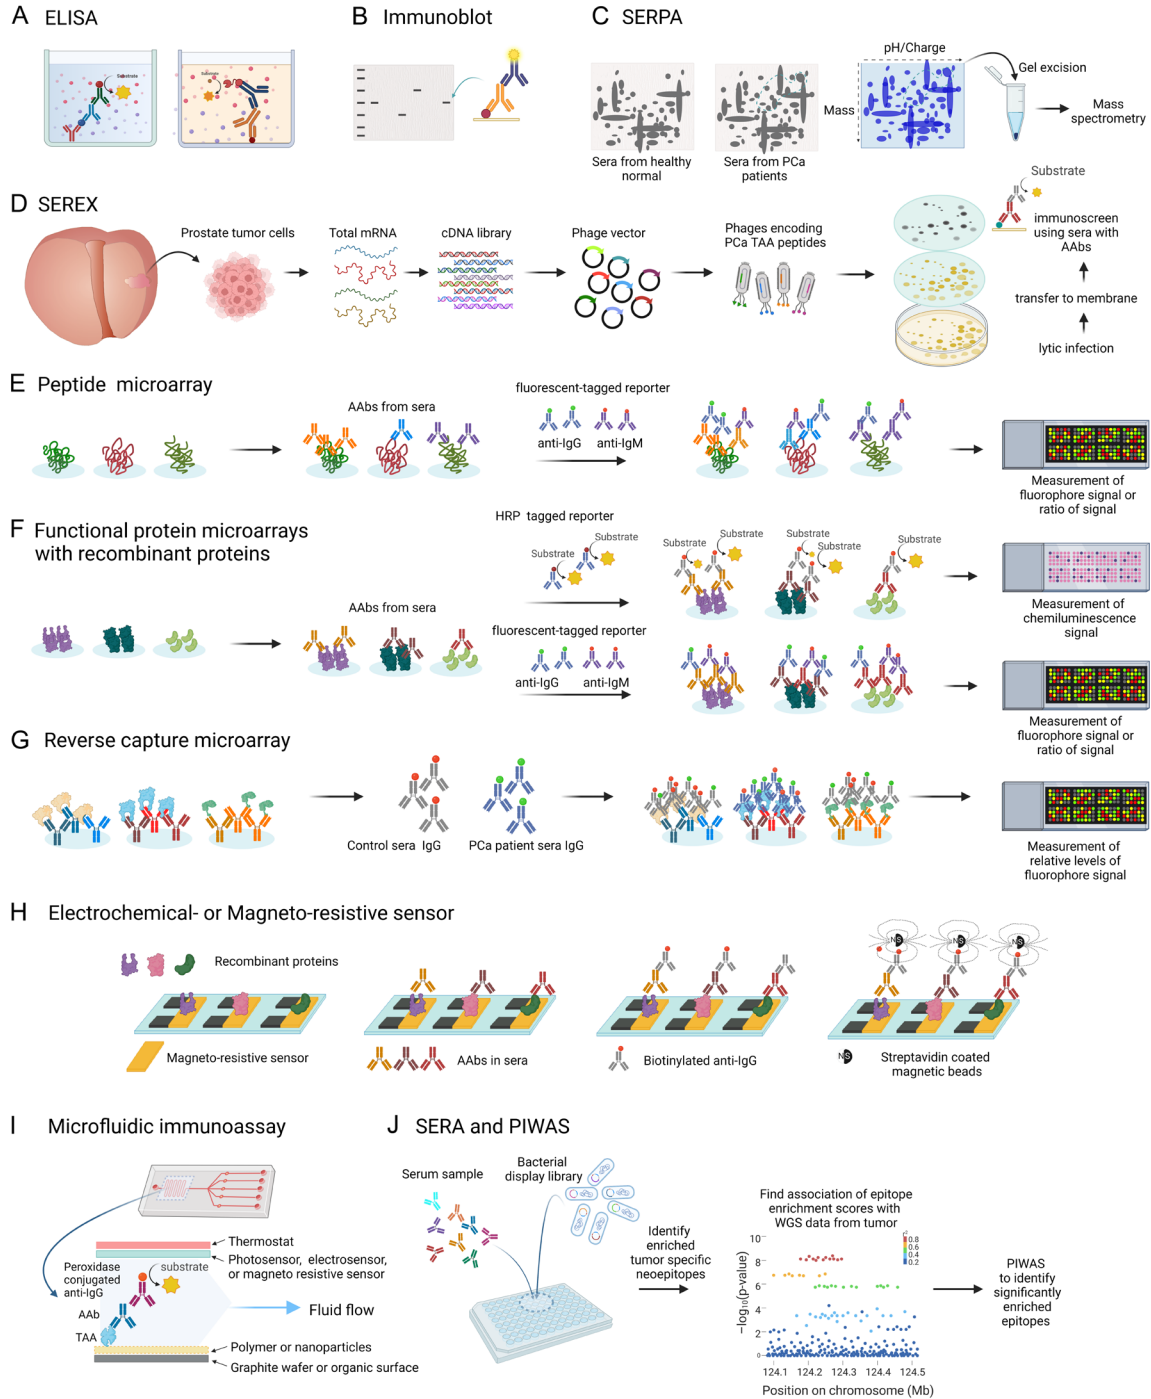 A ELISA
Substrate
Substrate
B Immunoblot
C SERPA
pH/Charge
Mass
Gel excision
Mass
spectrometry
Sera from healthy
normal
Sera from PCa
patients
D SEREX
Prostate tumor cells
Total mRNA
cDNA library
Phage vector
Phages encoding
PCa TAA peptides
Substrate
immunoscreen
using sera with
AAbs
transfer to membrane
lytic infection
E Peptide microarray
AAbs from sera
fluorescent-tagged reporter
anti-IgG
anti-IgM
Measurement of
fluorophore signal or
ratio of signal
F Functional protein microarrays
with recombinant proteins
AAbs from sera
HRP tagged reporter
Substrate
Substrate
Substrate
Substrate
Substrate
Substrate
Substrate
Measurement of
chemiluminescence
signal
fluorescent-tagged reporter
anti-IgG
anti-IgM
Measurement of
fluorophore signal or
ratio of signal
G Reverse capture microarray
Control sera IgG
PCa patient sera IgG
Measurement of
relative levels of
fluorophore signal
H Electrochemical- or Magneto-resistive sensor
Recombinant proteins
N S
N S
N S
Magneto-resistive sensor
AAbs in sera
Biotinylated anti-IgG
N S
Streptavidin coated
magnetic beads
I Microfluidic immunoassay
Thermostat
Photosensor, electrosensor,
or magneto resistive sensor
Peroxidase
conjugated
anti-IgG
substrate
AAb
TAA
Fluid flow
Polymer or nanoparticles
Graphite wafer or organic surface
J SERA and PIWAS
Serum sample
Bacterial
display library
Identify
enriched
tumor specific
neoepitopes
Find association of epitope
enrichment scores with
WGS data from tumor
−log10(p-value)
10
8
6
4
2
0
0.8
0.6
0.4
0.2
124.1 124.2 124.3 124.4 124.5
Position on chromosome (Mb)
PIWAS
to identify
significantly
enriched
epitopes